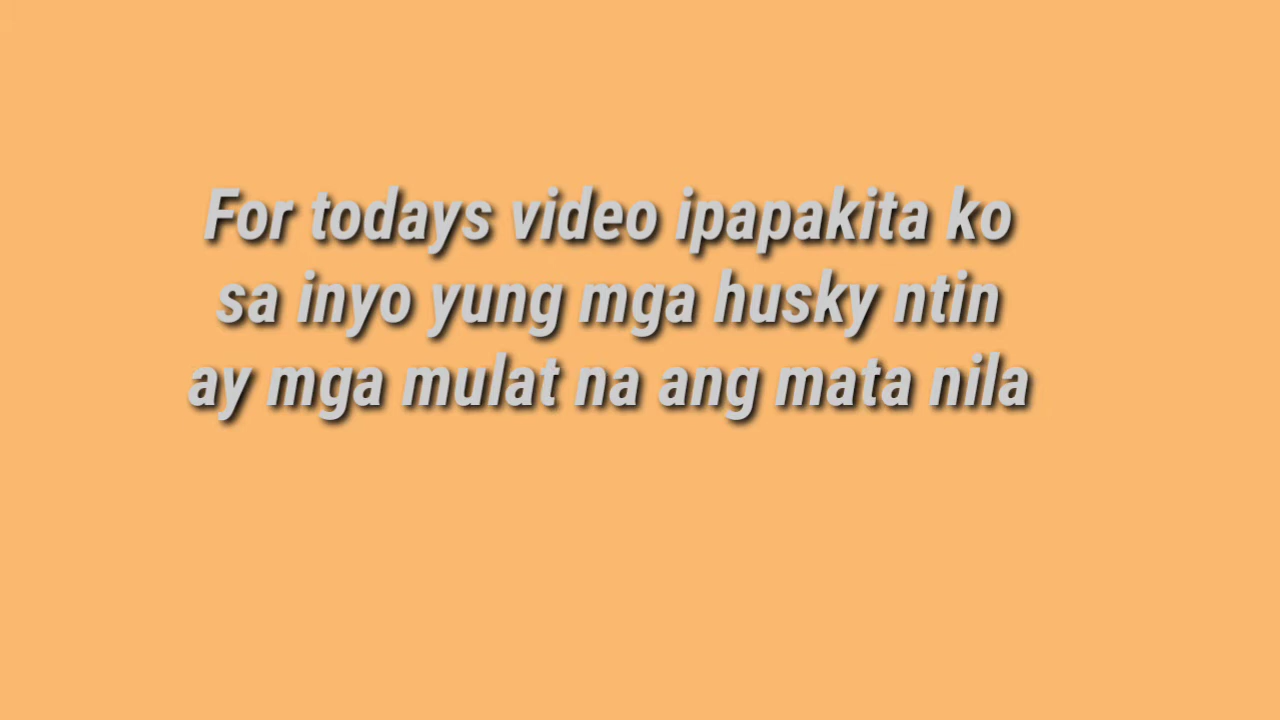 For todays video ipapakita ko
sa inyo yung mga husky ntin
ay mga mulat na ang mata nila